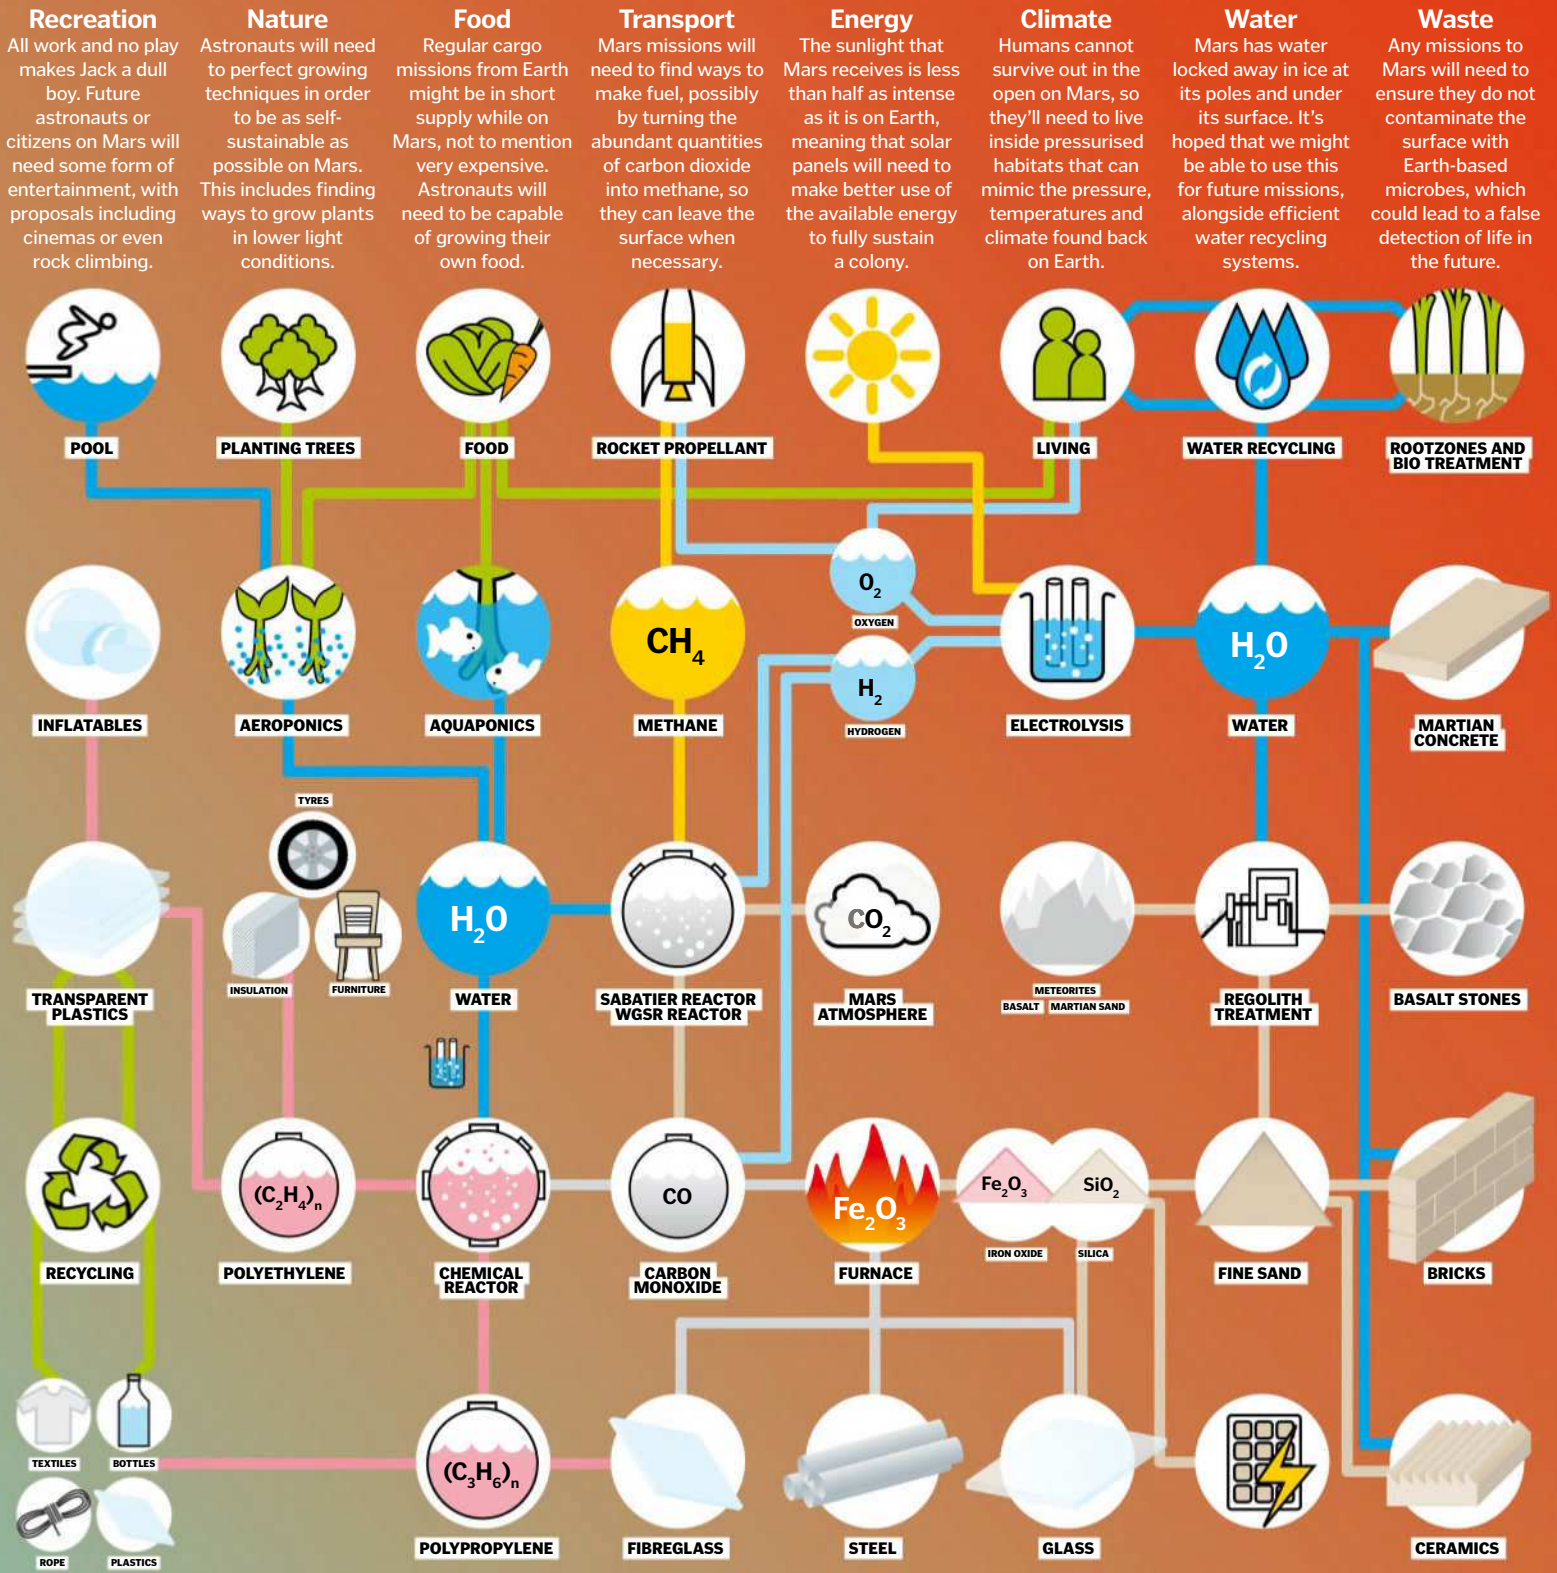 Recreation
All work and no play
makes Jack a dull
boy. Future
astronauts or
citizens on Mars will
need some form of
entertainment, with
proposals including
cinemas or even
rock climbing.
Nature
Astronauts will need
to perfect growing
techniques in order
to be as self-
sustainable as
possible on Mars.
This includes finding
ways to grow plants
in lower light
conditions.
Food
Regular cargo
missions from Earth
might be in short
supply while on
Mars, not to mention
very expensive.
Astronauts will
need to be capable
of growing their
own food.
Transport
Mars missions will
need to find ways to
make fuel, possibly
by turning the
abundant quantities
of carbon dioxide
into methane, so
they can leave the
surface when
necessary.
Energy
The sunlight that
Mars receives is less
than half as intense
as it is on Earth,
meaning that solar
panels will need to
make better use of
the available energy
to fully sustain
a colony.
Climate
Humans cannot
survive out in the
open on Mars, so
they'll need to live
inside pressurised
habitats that can
mimic the pressure,
temperatures and
climate found back
on Earth.
Water
Mars has water
locked away in ice at
its poles and under
its surface. It's
hoped that we might
be able to use this
for future missions,
alongside efficient
water recycling
systems.
Waste
Any missions to
Mars will need to
ensure they do not
contaminate the
surface with
Earth-based
microbes, which
could lead to a false
detection of life in
the future.
POOL
PLANTING TREES
FOOD
ROCKET PROPELLANT
LIVING
WATER RECYCLING
ROOTZONES AND
BIO TREATMENT
O2
OXYGEN
CH4
H2
HYDROGEN
H2O
INFLATABLES
AEROPONICS
AQUAPONICS
METHANE
ELECTROLYSIS
WATER
MARTIAN
CONCRETE
TYRES
INSULATION
FURNITURE
H2O
CO2
TRANSPARENT
PLASTICS
WATER
SABATIER REACTOR
WGSR REACTOR
MARS
ATMOSPHERE
METEORITES
BASALT
MARTIAN SAND
REGOLITH
TREATMENT
BASALT STONES
(C2H4)n
CO
Fe2O3
Fe2O3
SiO2
IRON OXIDE
SILICA
RECYCLING
POLYETHYLENE
CHEMICAL
REACTOR
CARBON
MONOXIDE
FURNACE
FINE SAND
BRICKS
TEXTILES
BOTTLES
(C3H6)n
ROPE
PLASTICS
POLYPROPYLENE
FIBREGLASS
STEEL
GLASS
CERAMICS